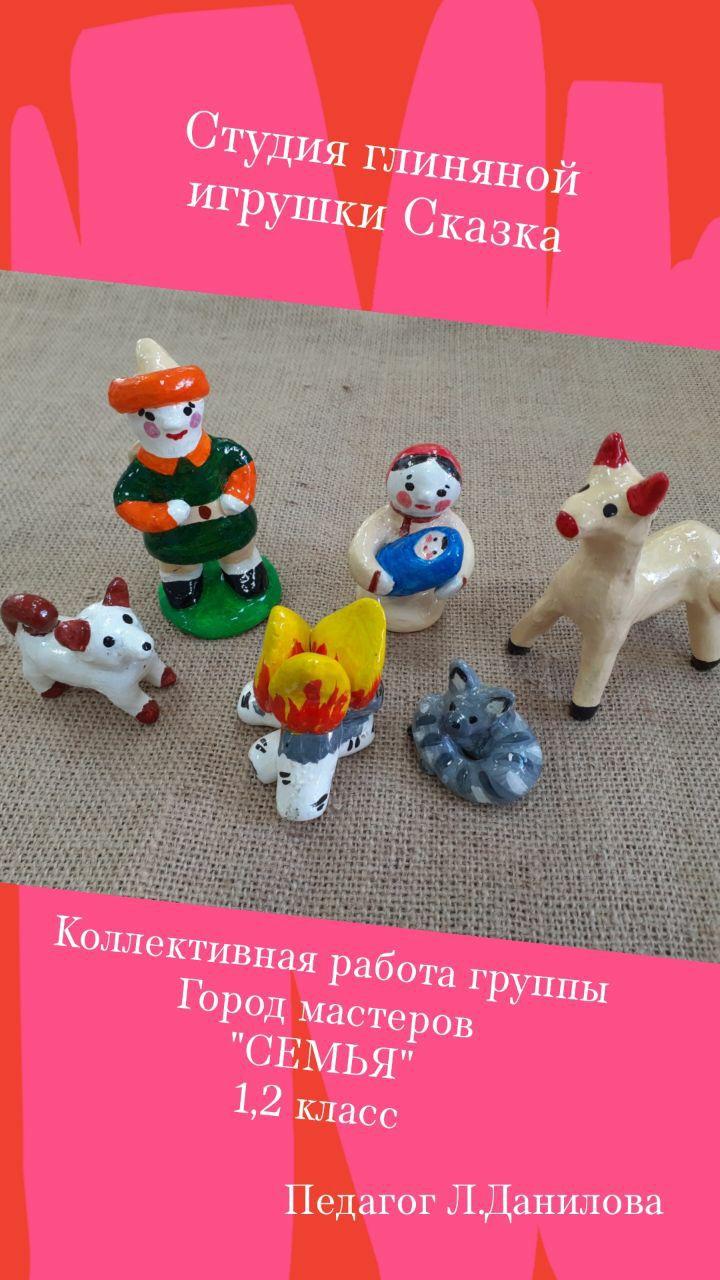 Студия глиняной
игрушки Сказка
Коллективная работа группы
Город мастеров
"СЕМЬЯ"
1,2 класс
Педагог Л.Данилова